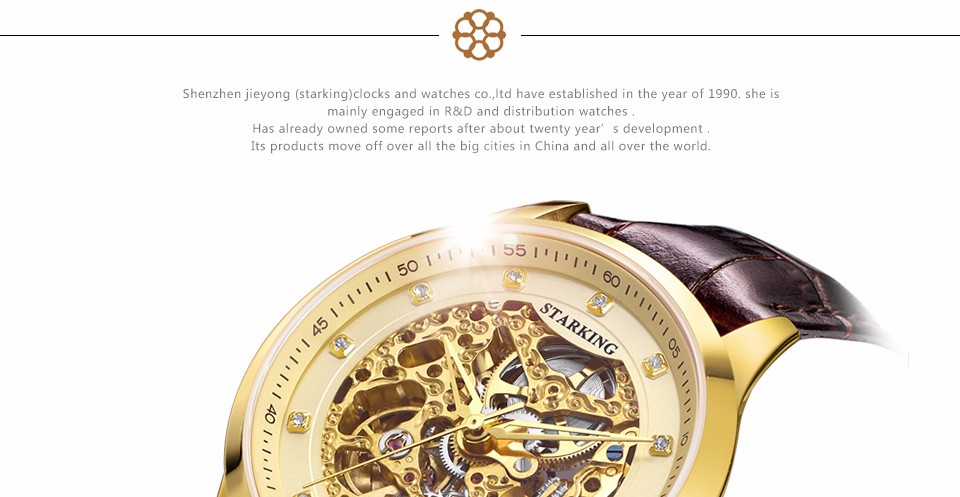 Shenzhen jieyong (starking)clocks and watches co.,ltd have established in the year of 1990. she is
mainly engaged in R&D and distribution watches .
Has already owned some reports after about twenty year' s development .
Its products move off over all the big cities in China and all over the world.
40
45
50
55
60
05
10
STARKING